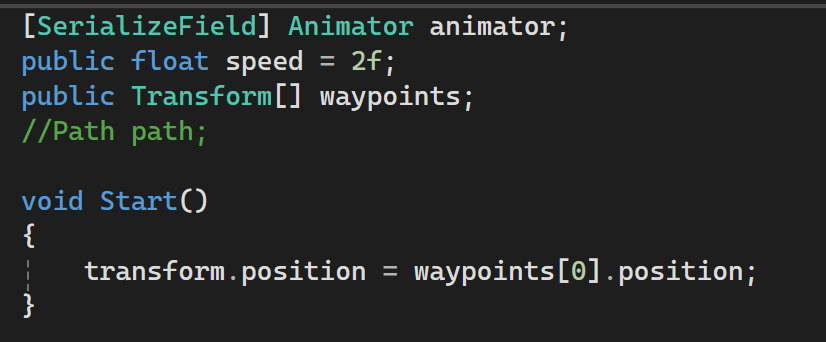 [SerializeField] Animator animator;
public float speed = 2f;
public Transform[] waypoints;
//Path path;
void Start()
{
transform.position = waypoints[0].position;
}